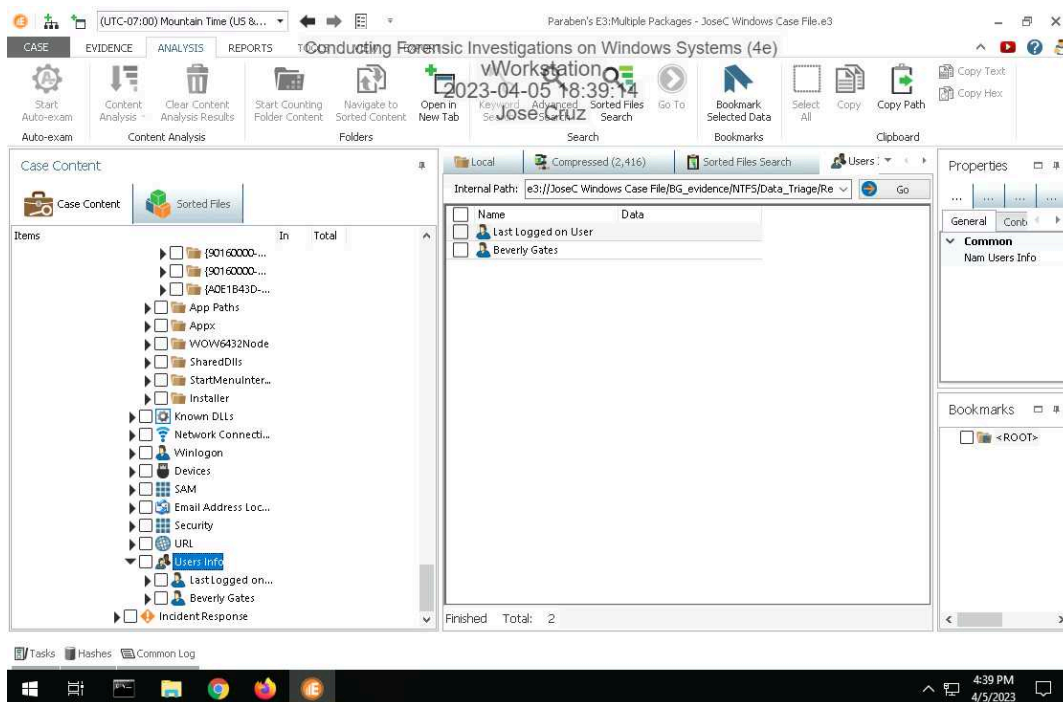 (UTC-07:00) Mountain Time (US &...
Paraben's E3:Multiple Packages - JoseC Windows Case File.e3
CASE EVIDENCE ANALYSIS REPORTS
Conducting Forensic Investigations on Windows Systems (4e)
vWorkstation
2023-04-05 18:39:14
Jose Cruz
Start Auto-exam
Content Analysis
Clear Content Analysis Results
Start Counting Folder Content
Navigate to Sorted Content
Open in New Tab
Keyword Search
Advanced Search
Sorted Files Search
Go To
Bookmark Selected Data
Select All
Copy
Copy Path
Copy Text
Copy Hex
Auto-exam Content Analysis Folders Search Bookmarks Clipboard
Case Content
Case Content Sorted Files
Items In Total
{90160000-...
{90160000-...
{A0E1B43D-...
App Paths
Appx
WOW6432Node
SharedDlls
StartMenuInter...
Installer
Known DLLs
Network Connecti...
Winlogon
Devices
SAM
Email Address Loc...
Security
URL
Users Info
Last Logged on...
Beverly Gates
Incident Response
Local Compressed (2,416) Sorted Files Search Users
Internal Path: e3://JoseC Windows Case File/BG_evidence/NTFS/Data_Triage/Re Go
Name Data
Last Logged on User
Beverly Gates
Finished Total: 2
Properties
... ... ... ...
General Cont
Common
Nam Users Info
Bookmarks
<ROOT>
Tasks Hashes Common Log
4:39 PM
4/5/2023